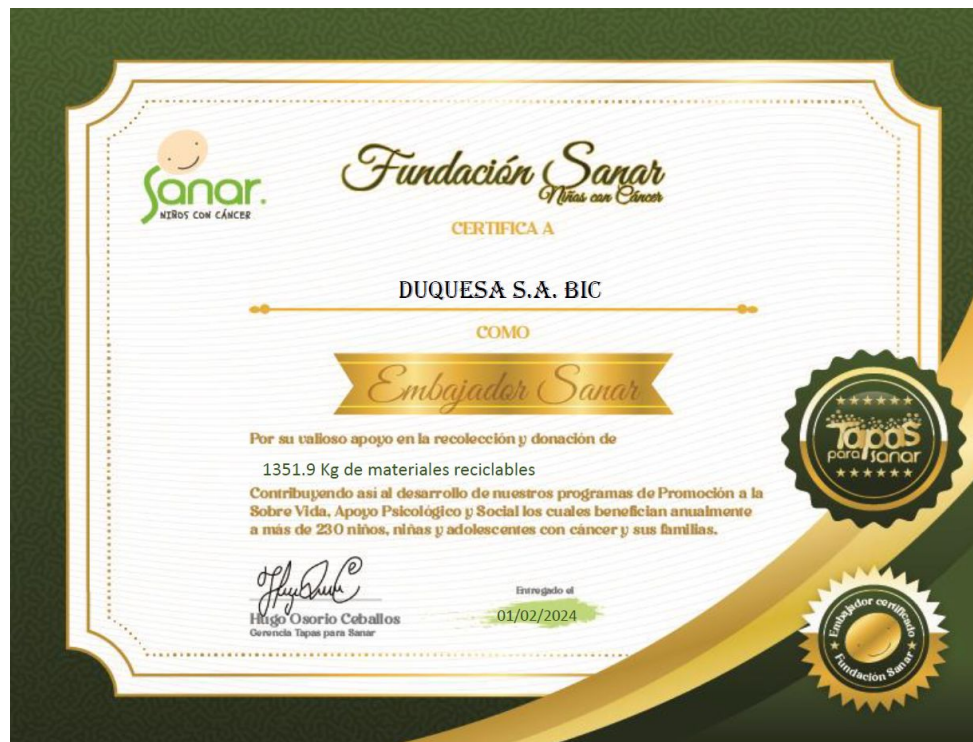 Sanar.
NIÑOS CON CÁNCER
Fundación Sanar
Niños con Cáncer
CERTIFICA A
DUQUESA S.A. BIC
COMO
Embajador Sanar
Por su valioso apoyo en la recolección y donación de
1351.9 Kg de materiales reciclables
Contribuyendo así al desarrollo de nuestros programas de Promoción a la
Sobre Vida, Apoyo Psicológico y Social los cuales benefician anualmente
a más de 230 niños, niñas y adolescentes con cáncer y sus familias.
Tapas
para sanar
Hugo Osorio Ceballos
Gerencia Tapas para Sanar
Entregado el
01/02/2024
Embajador certificado
Fundación Sanar